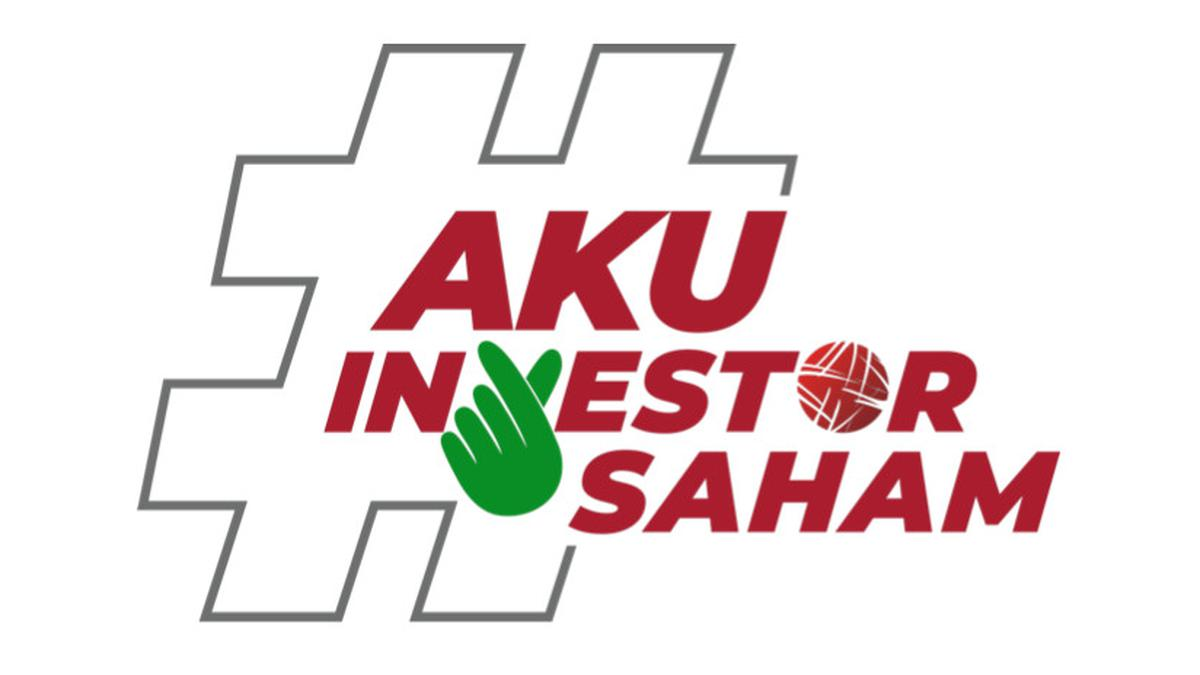 #
AKU
INVESTOR
SAHAM